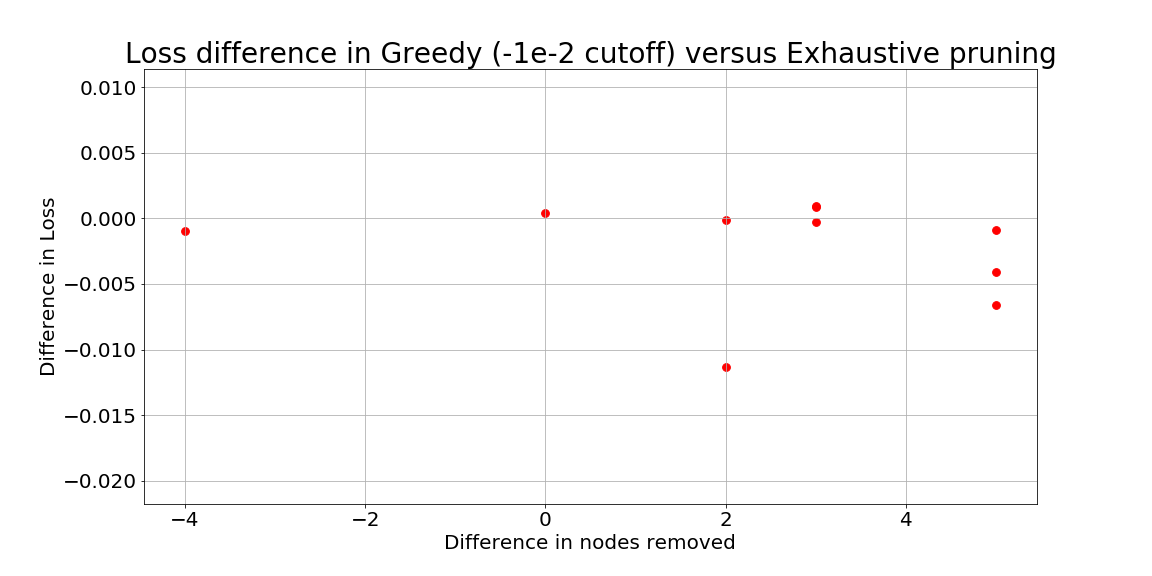 Loss difference in Greedy (-1e-2 cutoff) versus Exhaustive pruning
0.010
0.005
0.000
−0.005
−0.010
−0.015
−0.020
Difference in Loss
−4 −2 0 2 4
Difference in nodes removed